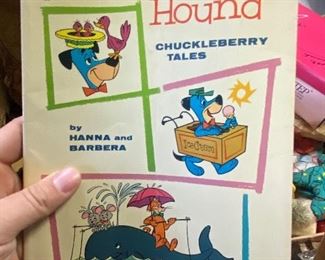 Hound
CHUCKLEBERRY
TALES
by
HANNA and
BARBERA
Ice Cream